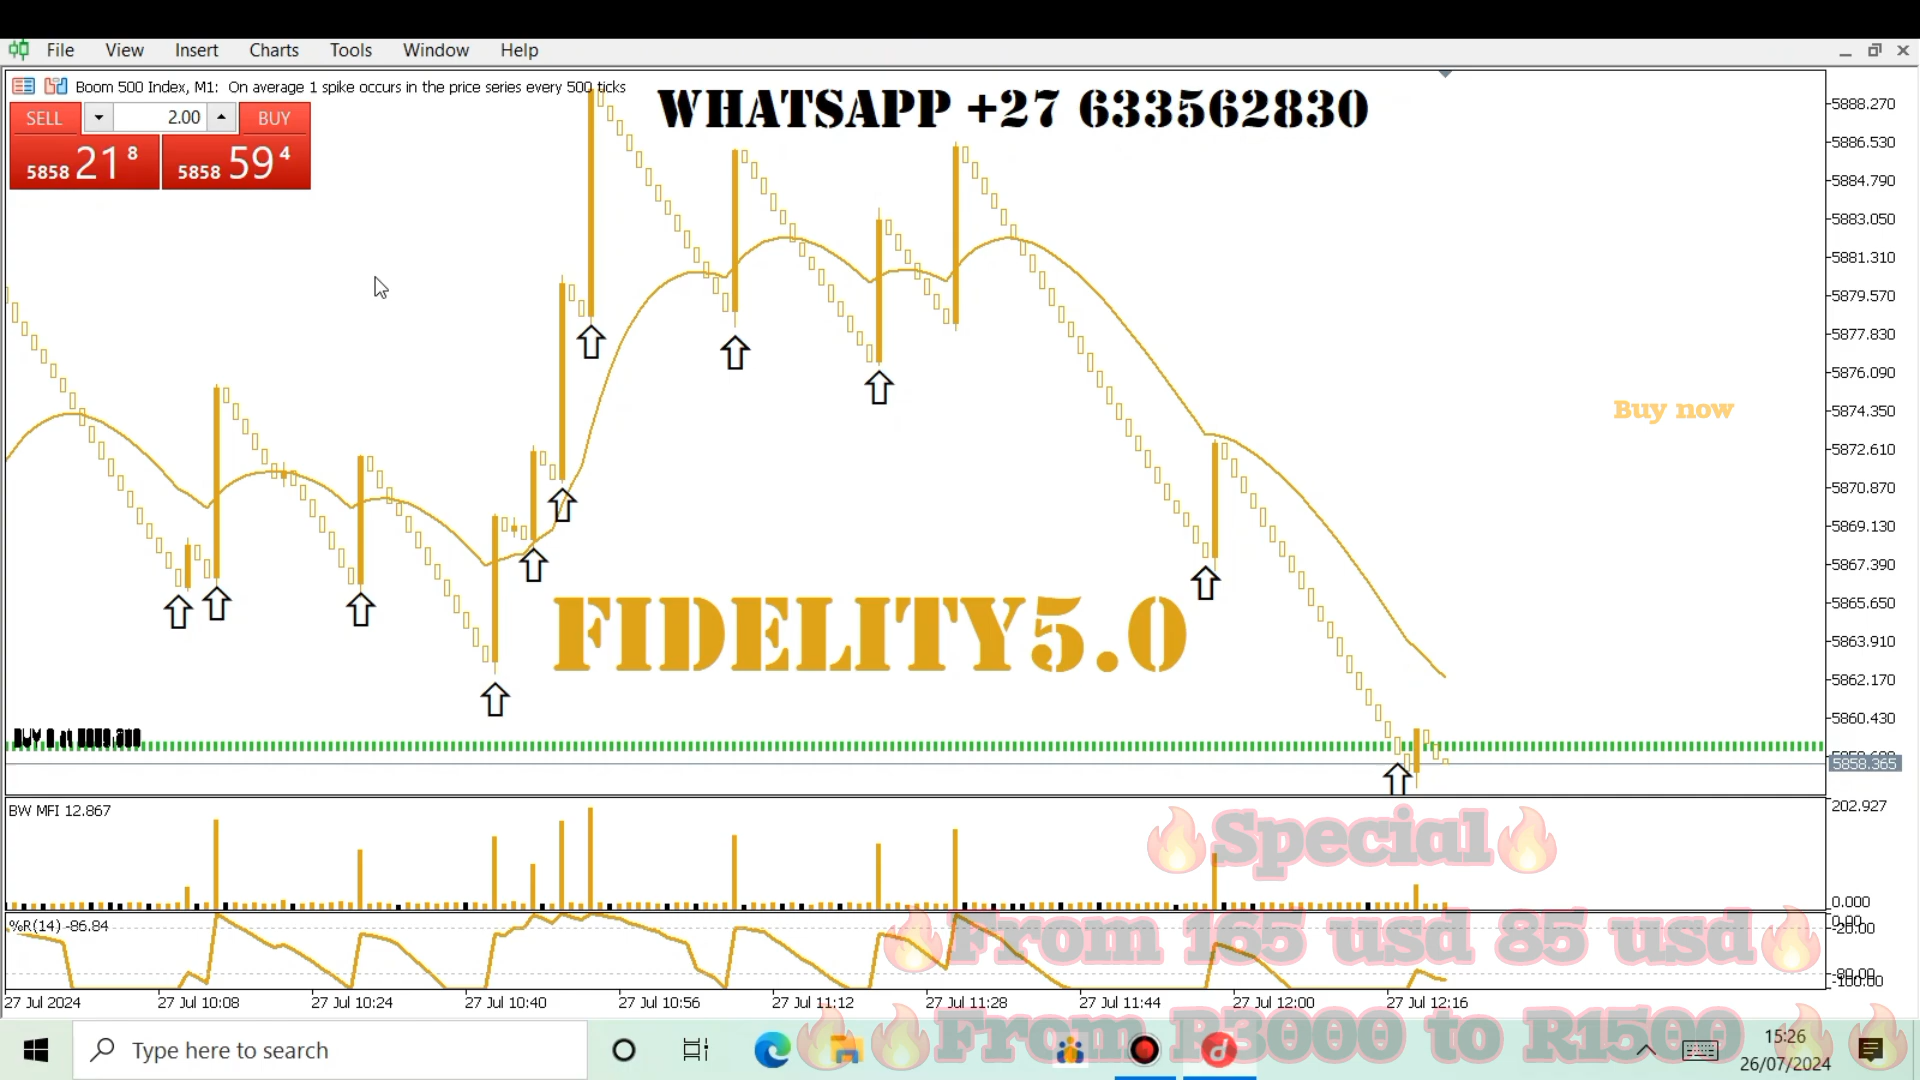 File View Insert Charts Tools Window Help
Boom 500 Index, M1: On average 1 spike occurs in the price series every 500 ticks
WHATSAPP +27 633562830
SELL 2.00 BUY
5858 21 8 5858 59 4
5888.270
5886.530
5884.790
5883.050
5881.310
5879.570
5877.830
5876.090
5874.350
Buy now
5872.610
5870.870
5869.130
5867.390
5865.650
FIDELITY5.0
5863.910
5862.170
5860.430
5858.365
BW MFI 12.867
202.927
🔥Special🔥
0.000
%R(14) -86.84
0.00
-20.00
🔥From 165 usd 85 usd🔥
-80.00
-100.00
27 Jul 2024 27 Jul 10:08 27 Jul 10:24 27 Jul 10:40 27 Jul 10:56 27 Jul 11:12 27 Jul 11:28 27 Jul 11:44 27 Jul 12:00 27 Jul 12:16
🔥🔥From R3000 to R1500🔥🔥
Type here to search
15:26
26/07/2024